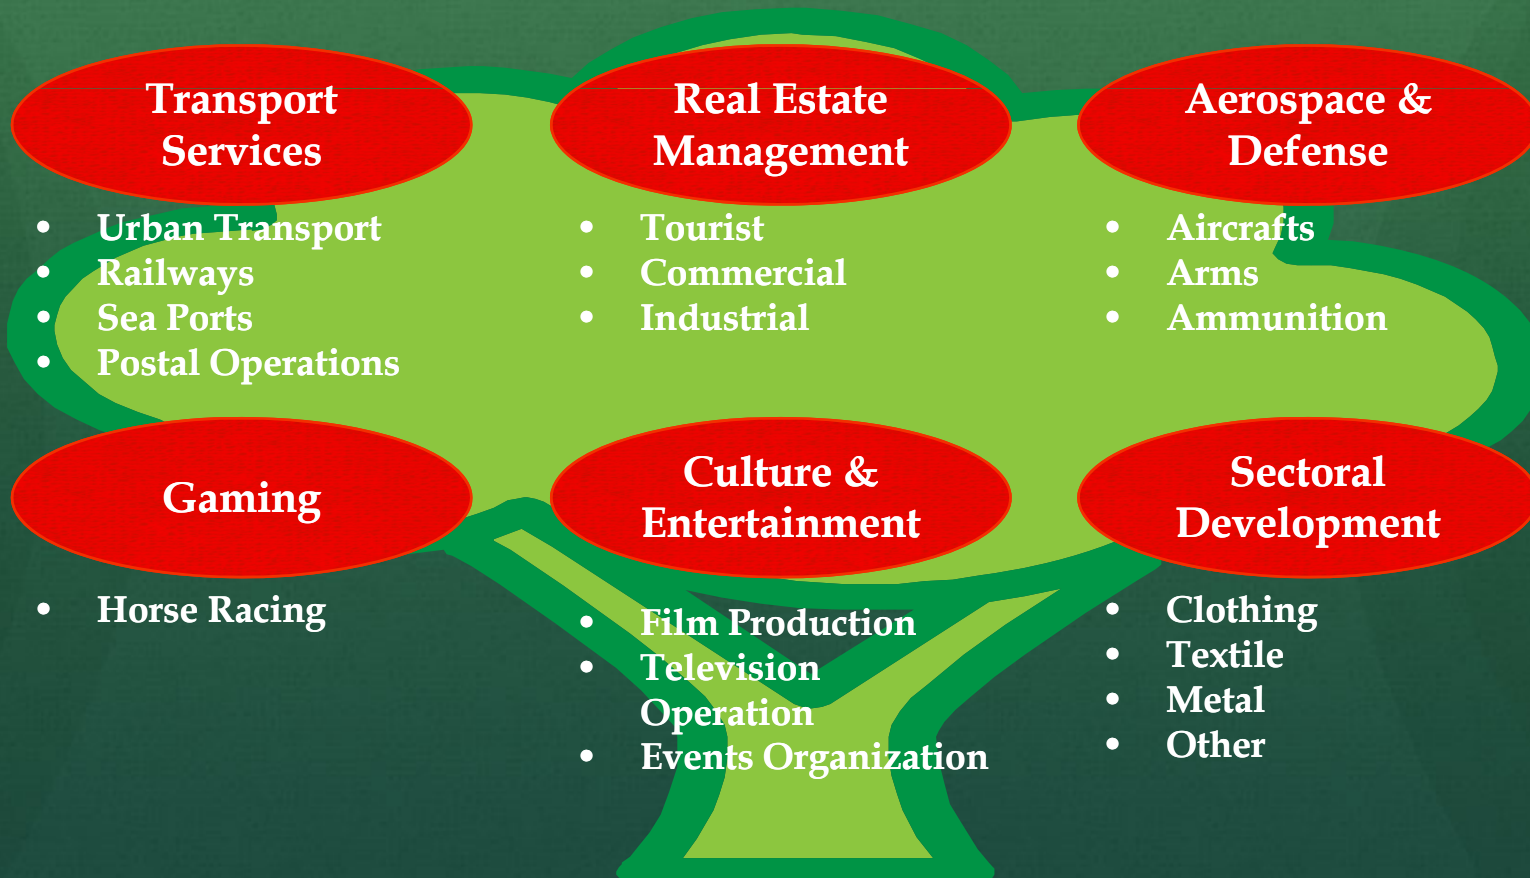 Transport
Services
• Urban Transport
• Railways
• Sea Ports
• Postal Operations
Real Estate
Management
• Tourist
• Commercial
• Industrial
Aerospace &
Defense
• Aircrafts
• Arms
• Ammunition
Gaming
• Horse Racing
Culture &
Entertainment
• Film Production
• Television
Operation
• Events Organization
Sectoral
Development
• Clothing
• Textile
• Metal
• Other